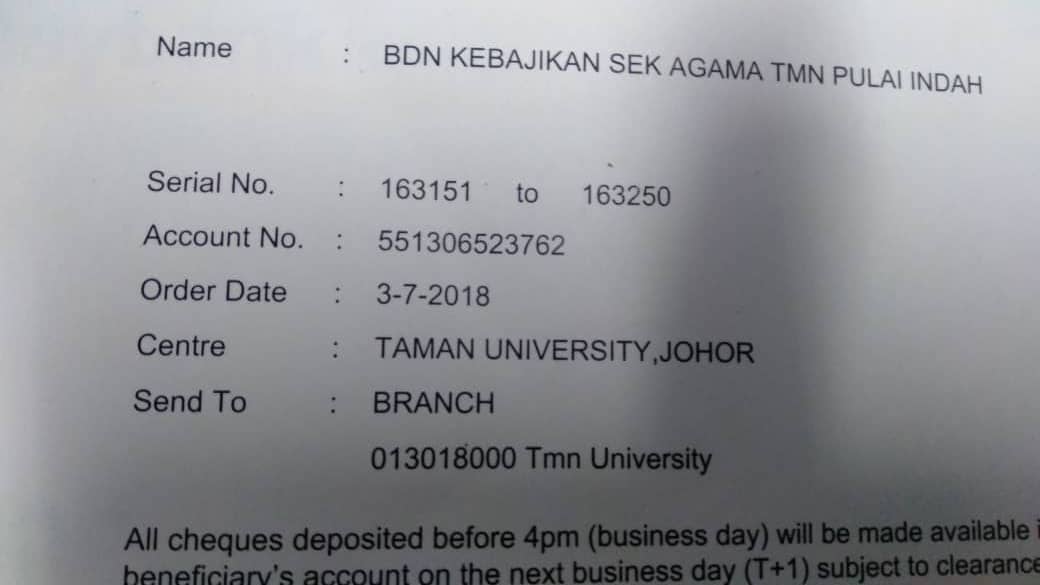 Name : BDN KEBAJIKAN SEK AGAMA TMN PULAI INDAH
Serial No. : 163151 to 163250
Account No. : 551306523762
Order Date : 3-7-2018
Centre : TAMAN UNIVERSITY,JOHOR
Send To : BRANCH
013018000 Tmn University
All cheques deposited before 4pm (business day) will be made available
beneficiary's account on the next business day (T+1) subject to clearance